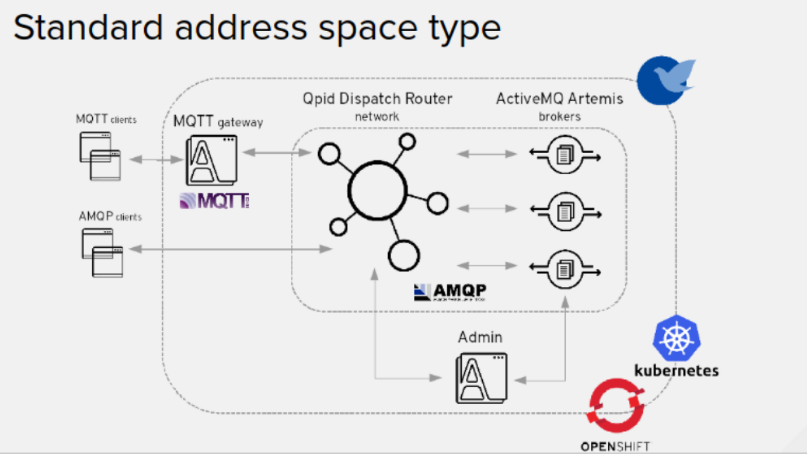 Standard address space type
Qpid Dispatch Router
network
ActiveMQ Artemis
brokers
MQTT clients
MQTT gateway
MQTT
AMQP clients
AMQP
Admin
kubernetes
OPENSHIFT